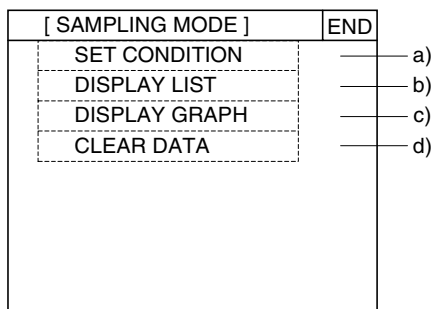 [ SAMPLING MODE ] END
SET CONDITION a)
DISPLAY LIST b)
DISPLAY GRAPH c)
CLEAR DATA d)